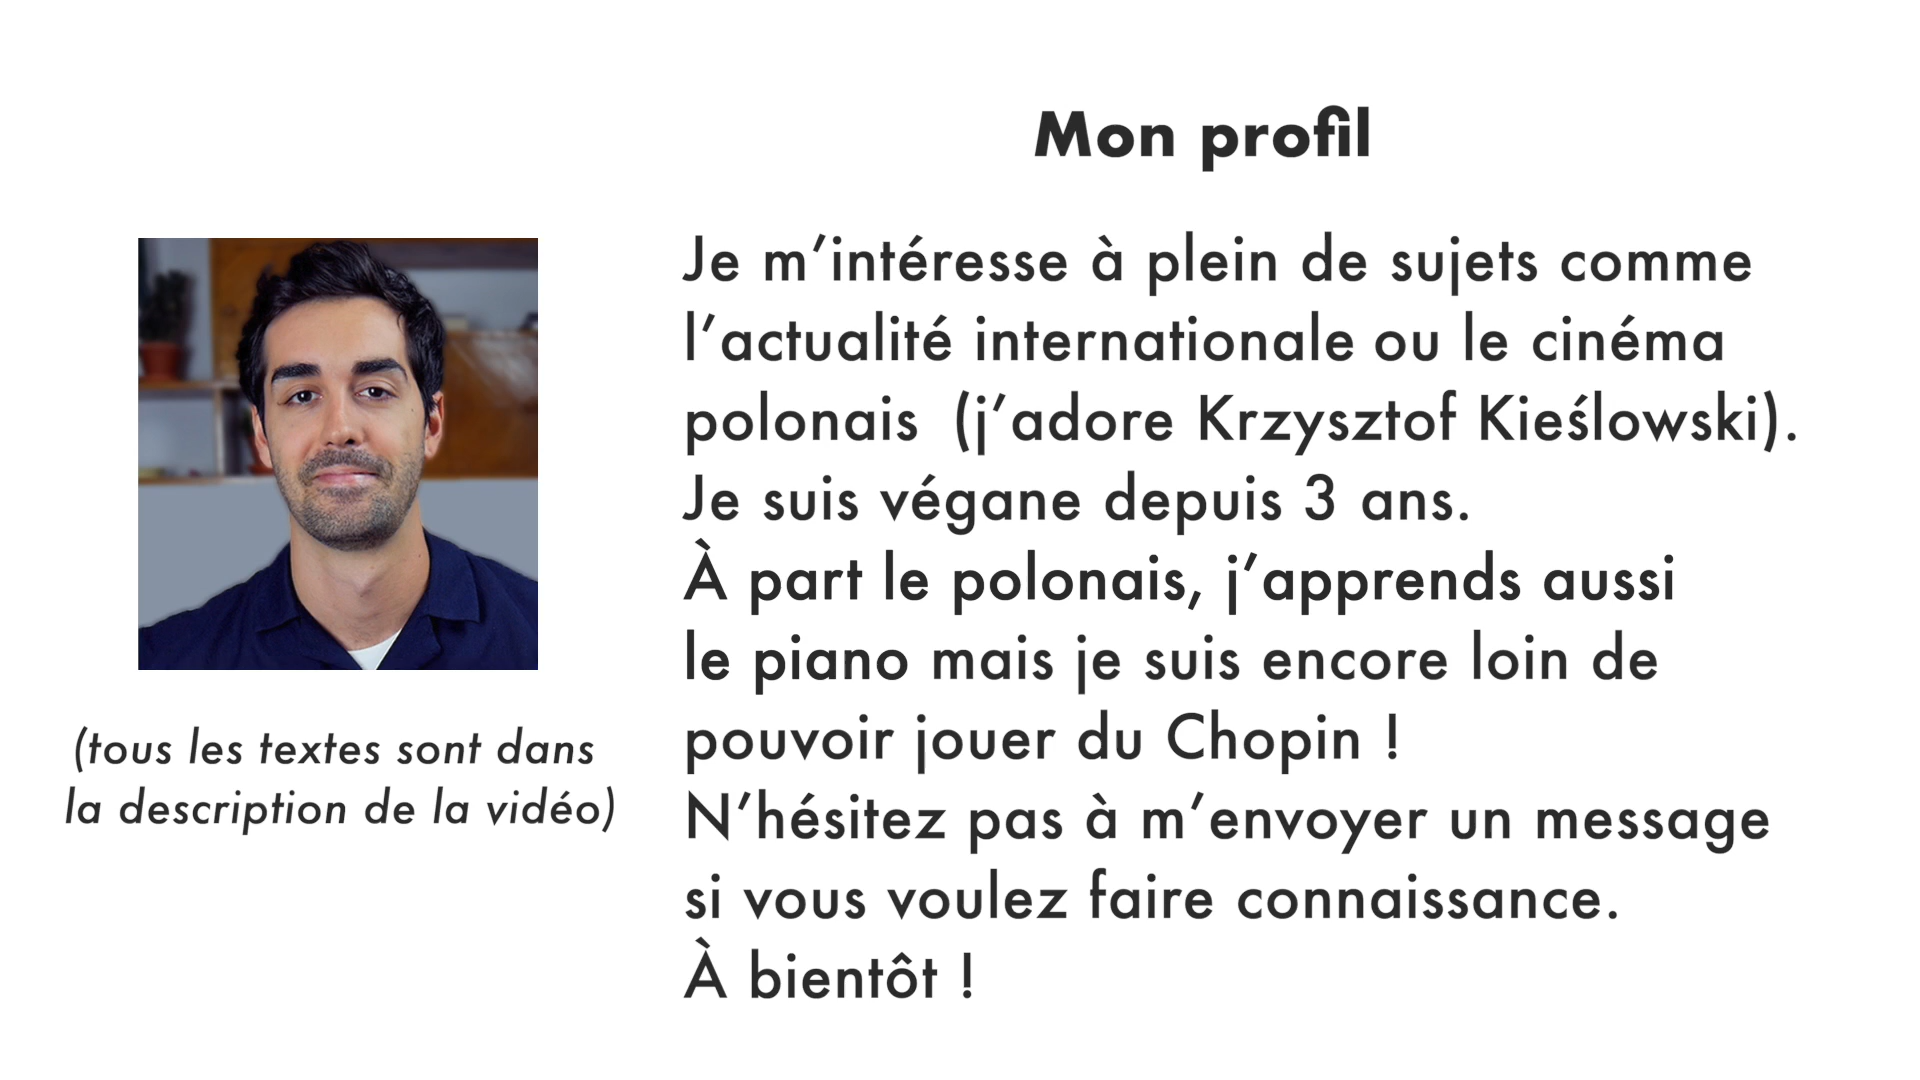 Mon profil
Je m’intéresse à plein de sujets comme
l’actualité internationale ou le cinéma
polonais  (j’adore Krzysztof Kieślowski).
Je suis végane depuis 3 ans.
À part le polonais, j’apprends aussi
le piano mais je suis encore loin de
pouvoir jouer du Chopin !
N’hésitez pas à m’envoyer un message
si vous voulez faire connaissance.
À bientôt !
(tous les textes sont dans
la description de la vidéo)